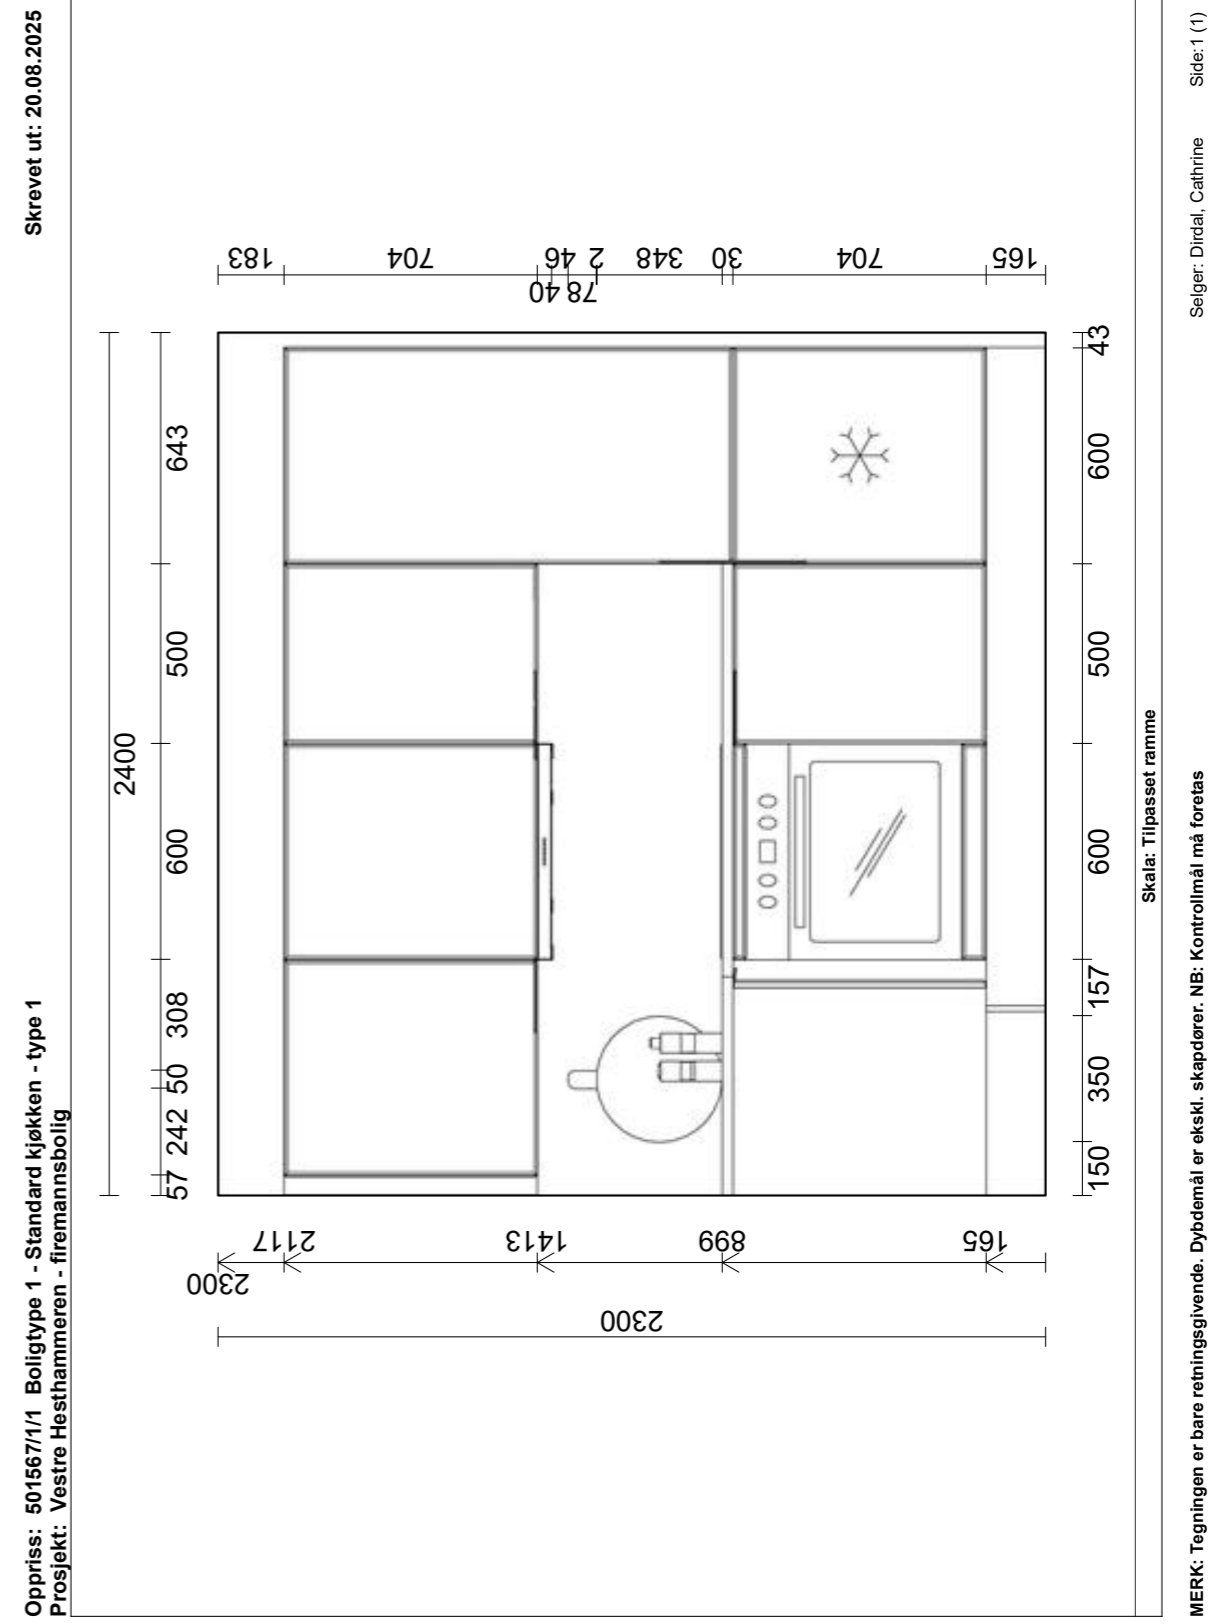 Oppriss: 501567/1/1 Boligtype 1 - Standard kjøkken - type 1 Skrevet ut: 20.08.2025
Prosjekt: Vestre Hesthammeren - firemannsbolig
2400
57 242 50 308 600 500 643
2300
2300 2117 1413 899 165
183 704 40 46 78 2 348 30 704 165
150 350 157 600 500 600 43
Skala: Tilpasset ramme
MERK: Tegningen er bare retningsgivende. Dybdemål er ekskl. skapdører. NB: Kontrollmål må foretas Selger: Dirdal, Cathrine Side:1 (1)